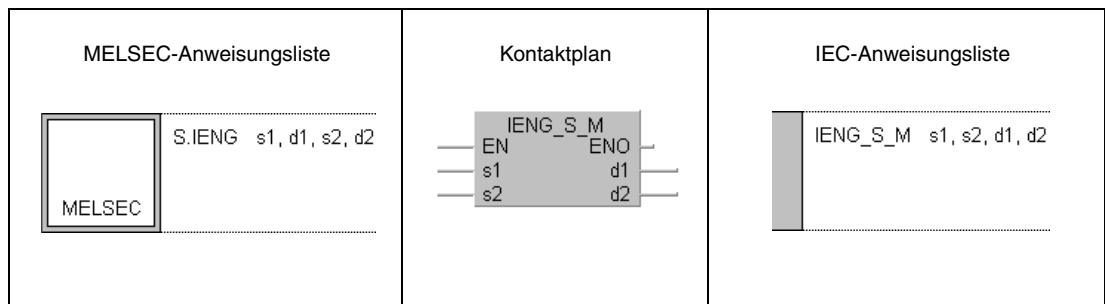 MELSEC-Anweisungsliste
S.IENG s1, d1, s2, d2
MELSEC
Kontaktplan
IENG_S_M
EN ENO
s1 d1
s2 d2
IEC-Anweisungsliste
IENG_S_M s1, s2, d1, d2